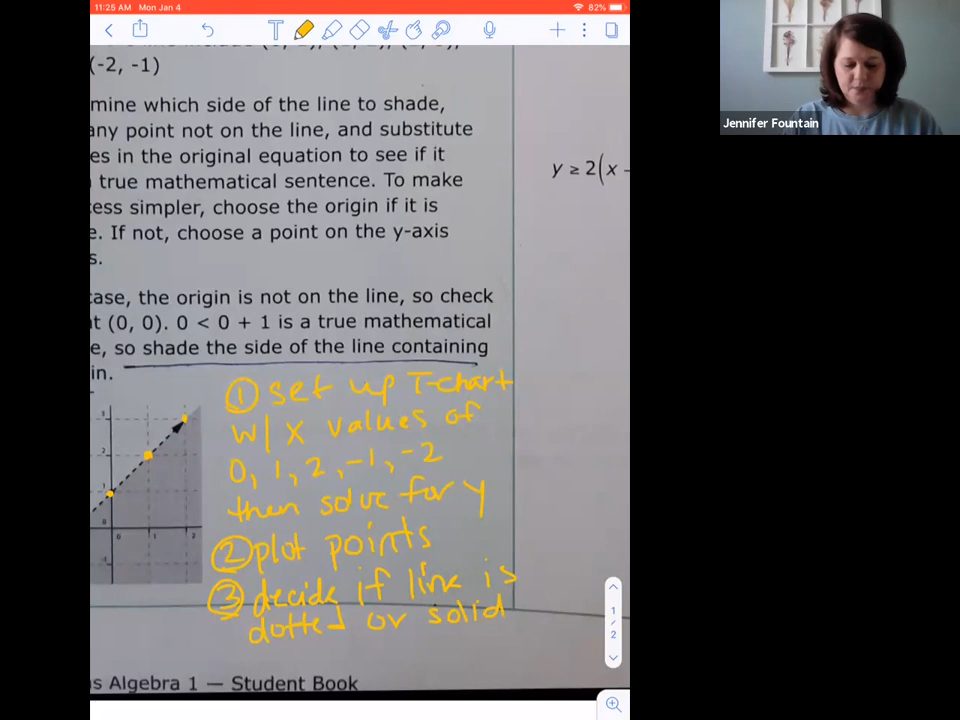 11:25 AM Mon Jan 4
82%
(-2, -1)
mine which side of the line to shade,
any point not on the line, and substitute
es in the original equation to see if it
true mathematical sentence. To make
cess simpler, choose the origin if it is
e. If not, choose a point on the y-axis
s.
case, the origin is not on the line, so check
t (0, 0). 0 < 0 + 1 is a true mathematical
e, so shade the side of the line containing
in.
① set up T-chart
w/ x values of
0, 1, 2, -1, -2
then solve for y
② plot points
③ decide if line is
dotted or solid
s Algebra 1 — Student Book
y ≥ 2(x -
1
/
2
Jennifer Fountain